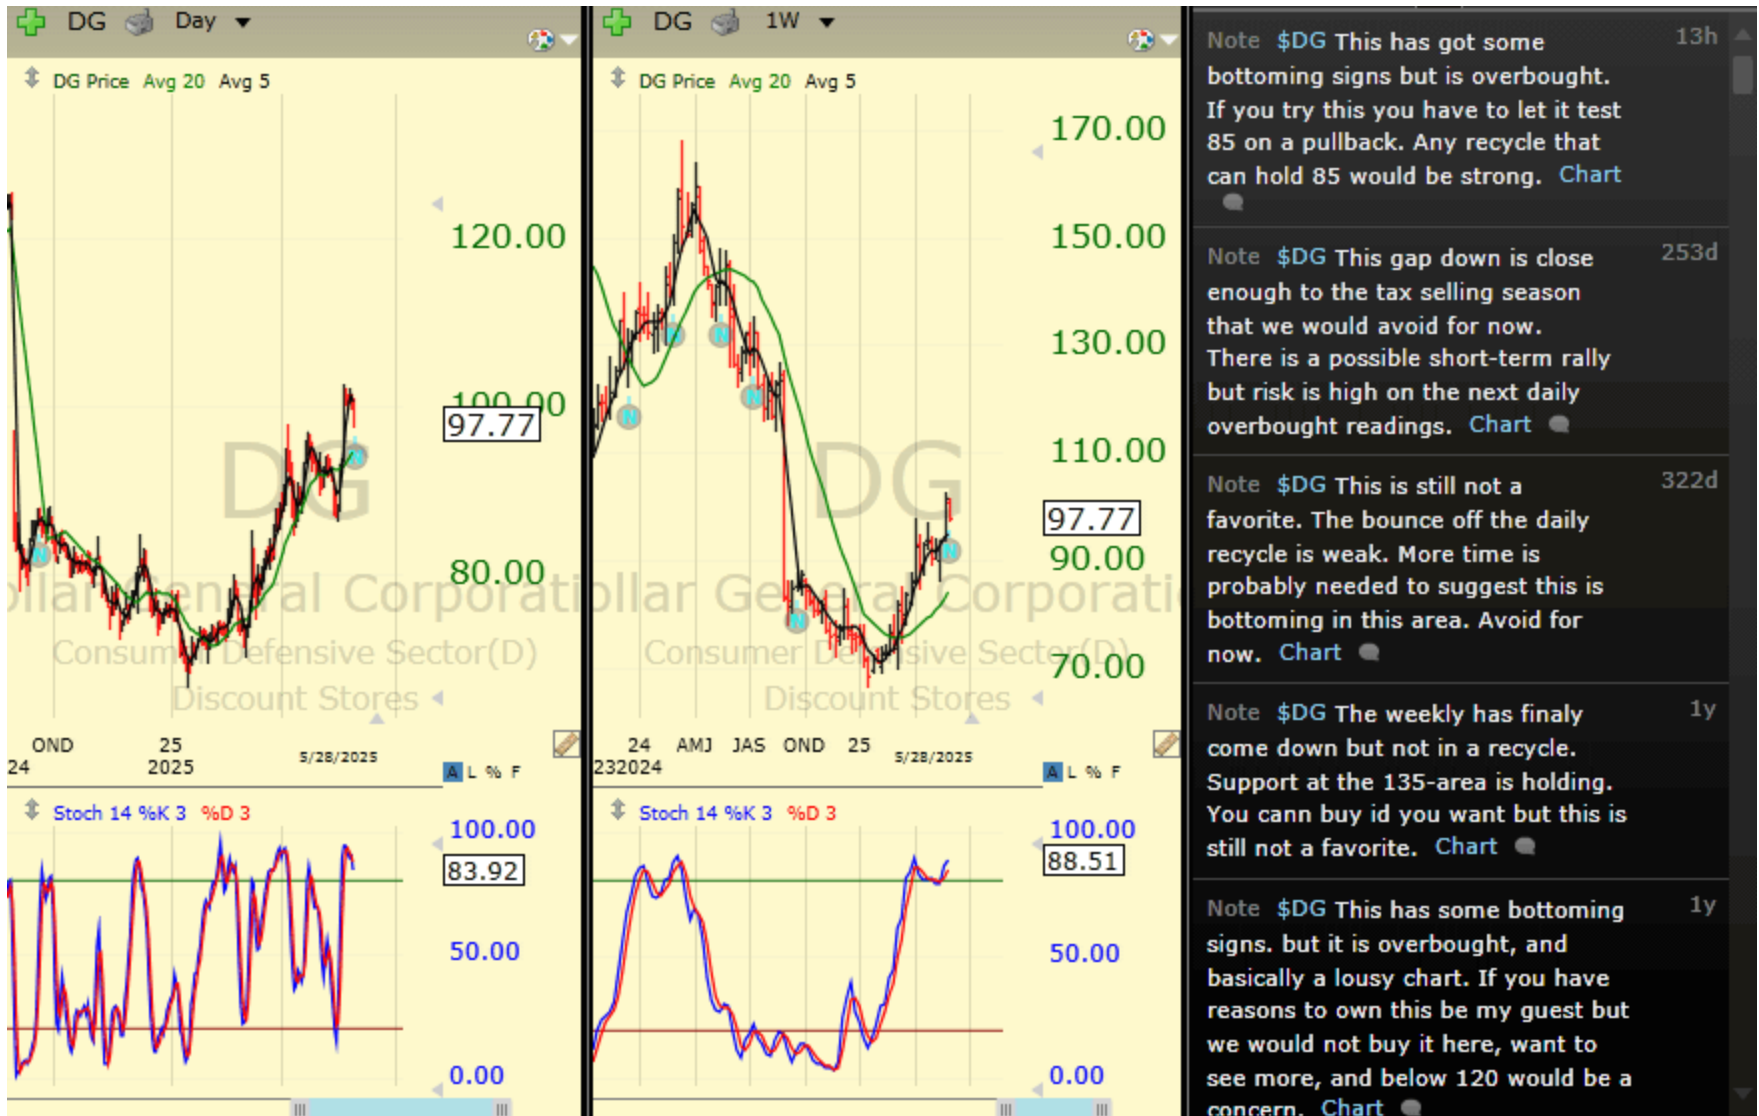 DG Day
DG Price Avg 20 Avg 5
120.00
100.00
97.77
80.00
DG
ollar General Corporati
Consumer Defensive Sector(D)
Discount Stores
OND 25
24 2025 5/28/2025
A L % F
Stoch 14 %K 3 %D 3
100.00
83.92
50.00
0.00
DG 1W
DG Price Avg 20 Avg 5
170.00
150.00
130.00
110.00
97.77
90.00
70.00
DG
ollar General Corporati
Consumer Defensive Sector(D)
Discount Stores
N
N
N
N
N
N
N
N
24 AMJ JAS OND 25
232024 5/28/2025
A L % F
Stoch 14 %K 3 %D 3
100.00
88.51
50.00
0.00
Note $DG This has got some 13h
bottoming signs but is overbought.
If you try this you have to let it test
85 on a pullback. Any recycle that
can hold 85 would be strong. Chart
Note $DG This gap down is close 253d
enough to the tax selling season
that we would avoid for now.
There is a possible short-term rally
but risk is high on the next daily
overbought readings. Chart
Note $DG This is still not a 322d
favorite. The bounce off the daily
recycle is weak. More time is
probably needed to suggest this is
bottoming in this area. Avoid for
now. Chart
Note $DG The weekly has finaly 1y
come down but not in a recycle.
Support at the 135-area is holding.
You cann buy id you want but this is
still not a favorite. Chart
Note $DG This has some bottoming 1y
signs. but it is overbought, and
basically a lousy chart. If you have
reasons to own this be my guest but
we would not buy it here, want to
see more, and below 120 would be a
concern. Chart